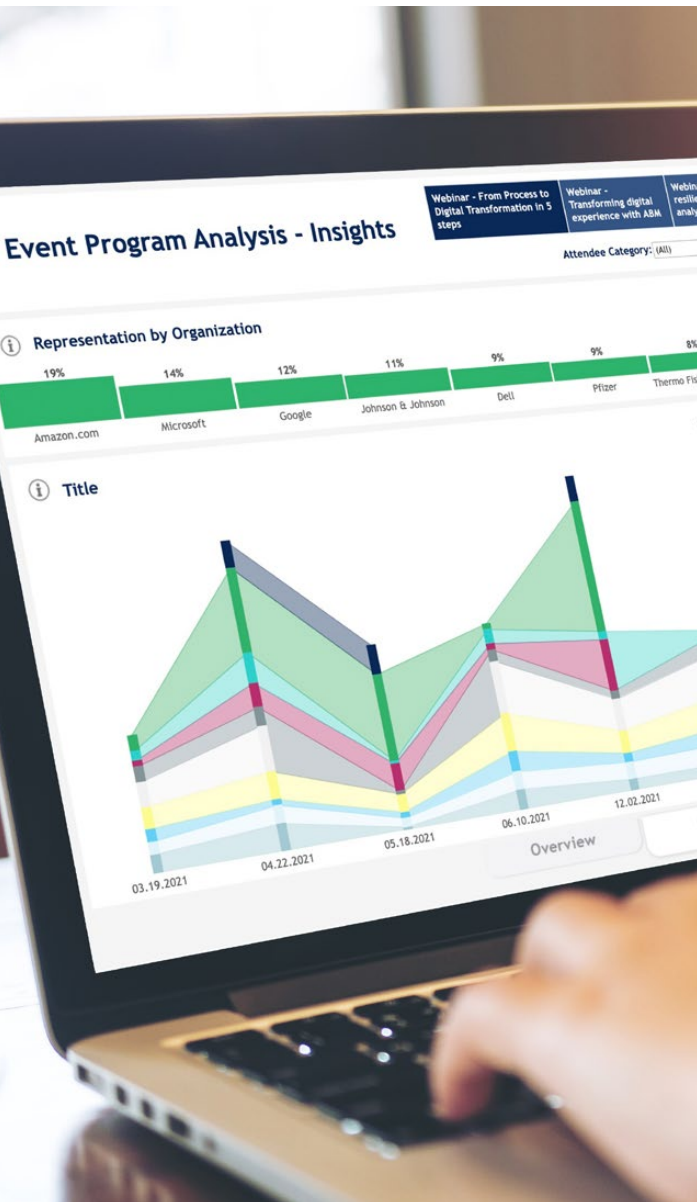 Event Program Analysis - Insights
Webinar - From Process to
Digital Transformation in 5
steps
Webinar -
Transforming digital
experience with ABM
Attendee Category: (All)
Representation by Organization
19%
14%
12%
11%
9%
9%
8%
Amazon.com
Microsoft
Google
Johnson & Johnson
Dell
Pfizer
Thermo Fis
Title
03.19.2021
04.22.2021
05.18.2021
06.10.2021
12.02.2021
Overview